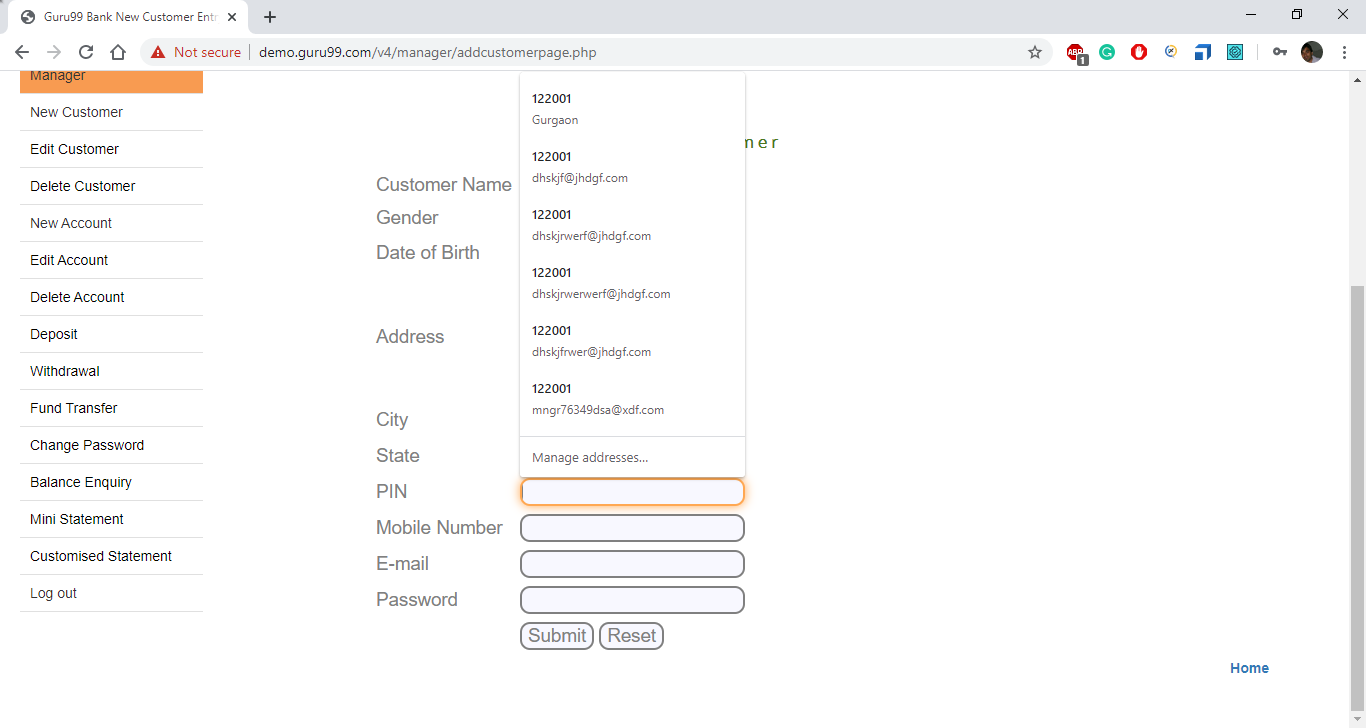 Guru99 Bank New Customer Entr
Not secure
demo.guru99.com/v4/manager/addcustomerpage.php
ABP
1
Manager
New Customer
Edit Customer
Delete Customer
New Account
Edit Account
Delete Account
Deposit
Withdrawal
Fund Transfer
Change Password
Balance Enquiry
Mini Statement
Customised Statement
Log out
mer
Customer Name
Gender
Date of Birth
Address
City
State
PIN
Mobile Number
E-mail
Password
122001
Gurgaon
122001
dhskjf@jhdgf.com
122001
dhskjrwerf@jhdgf.com
122001
dhskjrwerwerf@jhdgf.com
122001
dhskjfrwer@jhdgf.com
122001
mngr76349dsa@xdf.com
Manage addresses...
Submit
Reset
Home